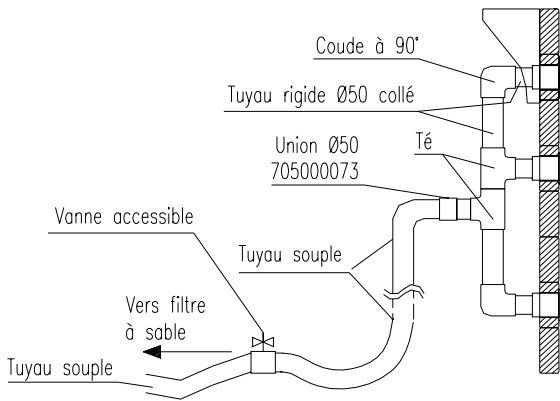 Coude à 90°
Tuyau rigide Ø50 collé
Union Ø50
705000073
Té
Vanne accessible
Tuyau souple
Vers filtre
à sable
Tuyau souple